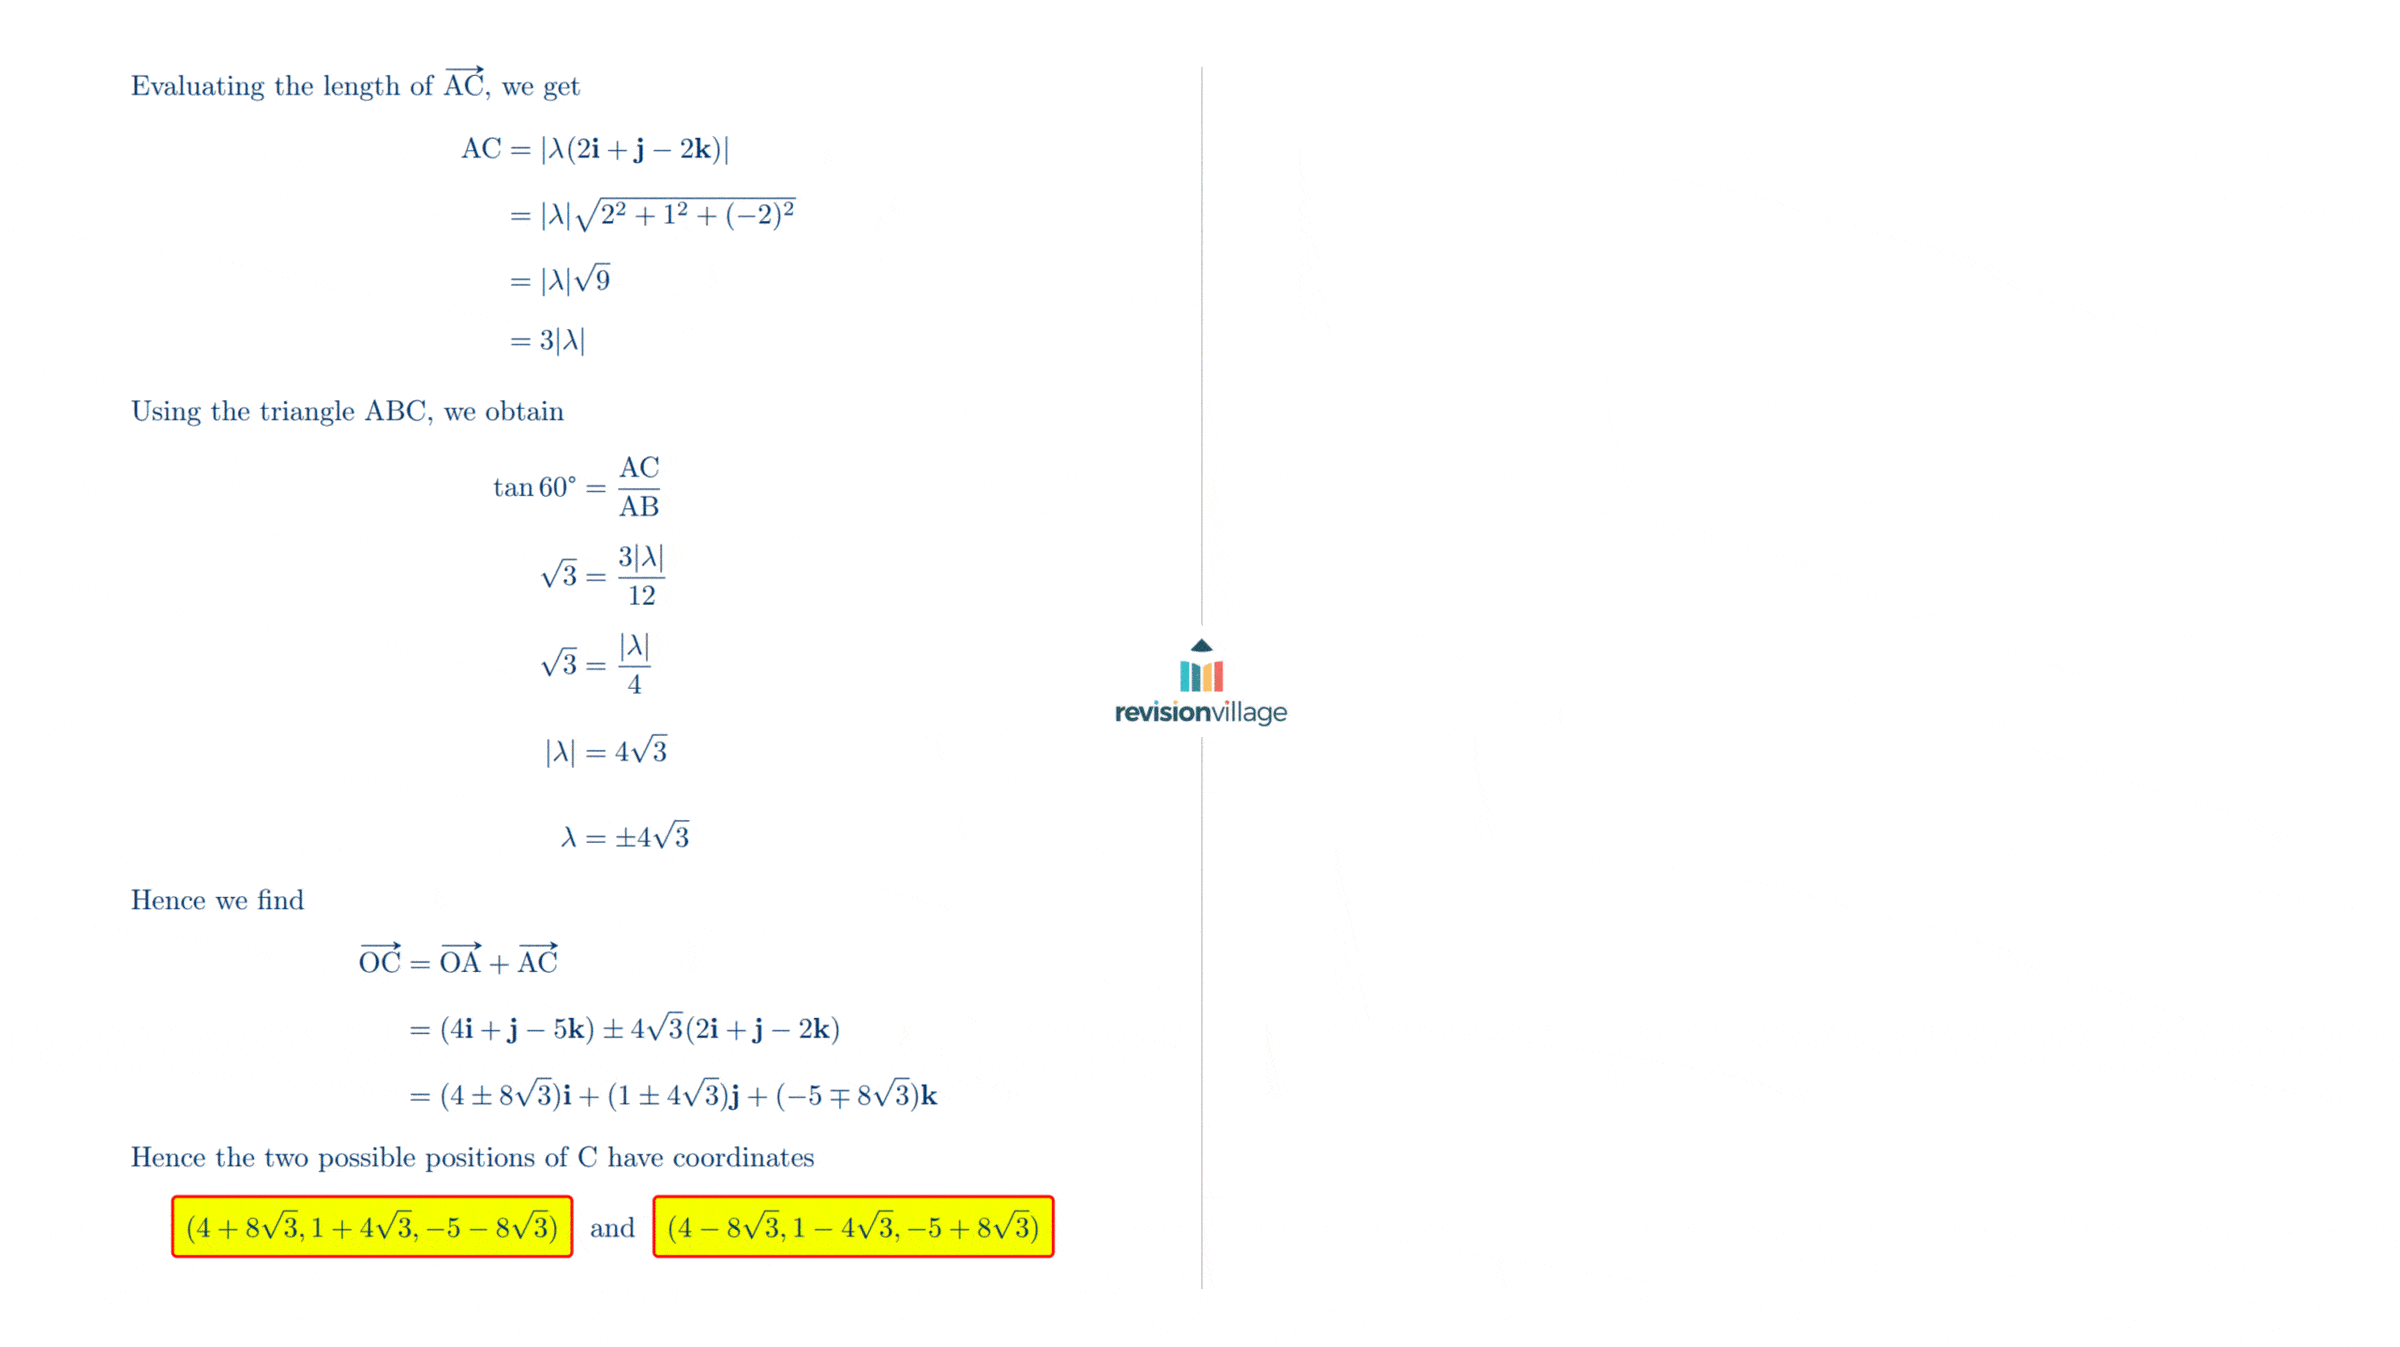 Evaluating the length of $\overrightarrow{\text{AC}}$, we get
$\text{AC} = |\lambda(2\mathbf{i} + \mathbf{j} - 2\mathbf{k})|$
$= |\lambda|\sqrt{2^2 + 1^2 + (-2)^2}$
$= |\lambda|\sqrt{9}$
$= 3|\lambda|$
Using the triangle ABC, we obtain
$\tan 60° = \frac{\text{AC}}{\text{AB}}$
$\sqrt{3} = \frac{3|\lambda|}{12}$
$\sqrt{3} = \frac{|\lambda|}{4}$
$|\lambda| = 4\sqrt{3}$
$\lambda = \pm 4\sqrt{3}$
Hence we find
$\overrightarrow{\text{OC}} = \overrightarrow{\text{OA}} + \overrightarrow{\text{AC}}$
$= (4\mathbf{i} + \mathbf{j} - 5\mathbf{k}) \pm 4\sqrt{3}(2\mathbf{i} + \mathbf{j} - 2\mathbf{k})$
$= (4 \pm 8\sqrt{3})\mathbf{i} + (1 \pm 4\sqrt{3})\mathbf{j} + (-5 \mp 8\sqrt{3})\mathbf{k}$
Hence the two possible positions of C have coordinates
$(4 + 8\sqrt{3}, 1 + 4\sqrt{3}, -5 - 8\sqrt{3})$ and $(4 - 8\sqrt{3}, 1 - 4\sqrt{3}, -5 + 8\sqrt{3})$
revisionvillage